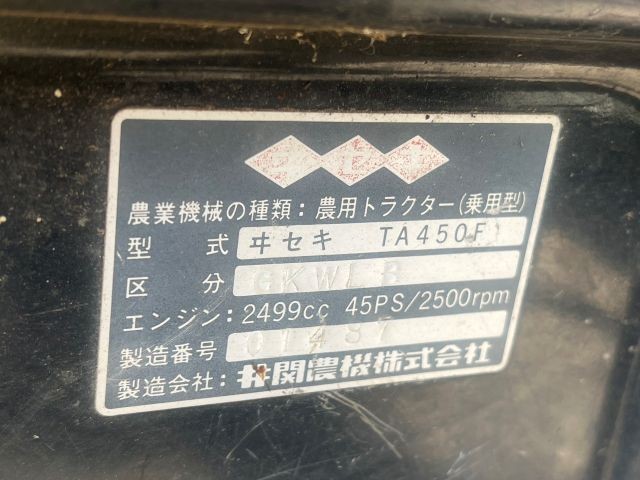 農業機械の種類:農用トラクター(乗用型)
型 式 ヰセキ TA450F
区 分 GKWLB
エンジン:2499cc 45PS/2500rpm
製造番号 01487
製造会社:井関農機株式会社